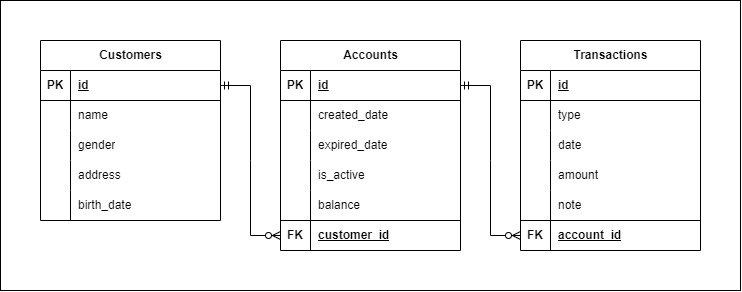 Customers
PK id
name
gender
address
birth_date
Accounts
PK id
created_date
expired_date
is_active
balance
FK customer_id
Transactions
PK id
type
date
amount
note
FK account_id